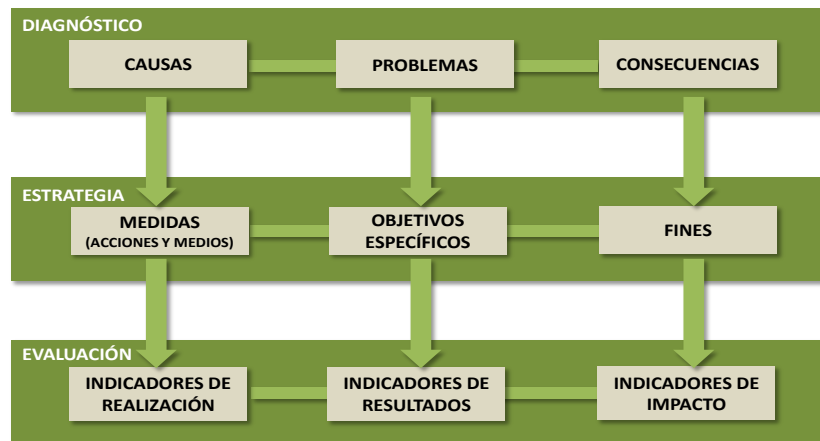 DIAGNÓSTICO
CAUSAS
PROBLEMAS
CONSECUENCIAS
ESTRATEGIA
MEDIDAS
(ACCIONES Y MEDIOS)
OBJETIVOS
ESPECÍFICOS
FINES
EVALUACIÓN
INDICADORES DE
REALIZACIÓN
INDICADORES DE
RESULTADOS
INDICADORES DE
IMPACTO